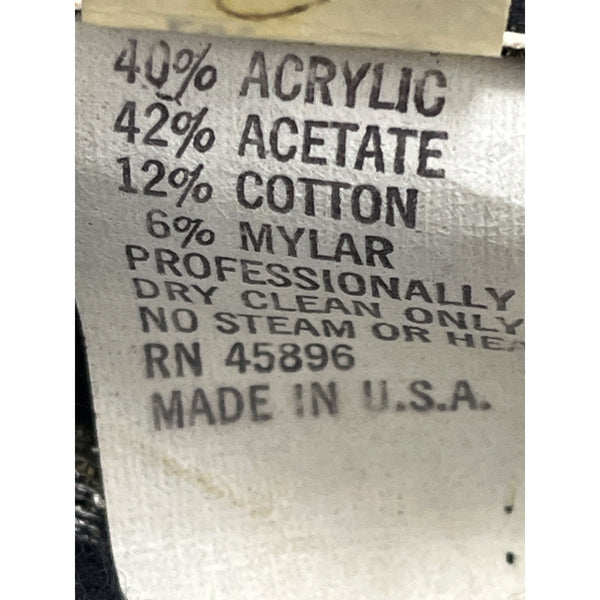 40% ACRYLIC
42% ACETATE
12% COTTON
6% MYLAR
PROFESSIONALLY
DRY CLEAN ONLY
NO STEAM OR
RN 45896
MADE IN U.S.A.